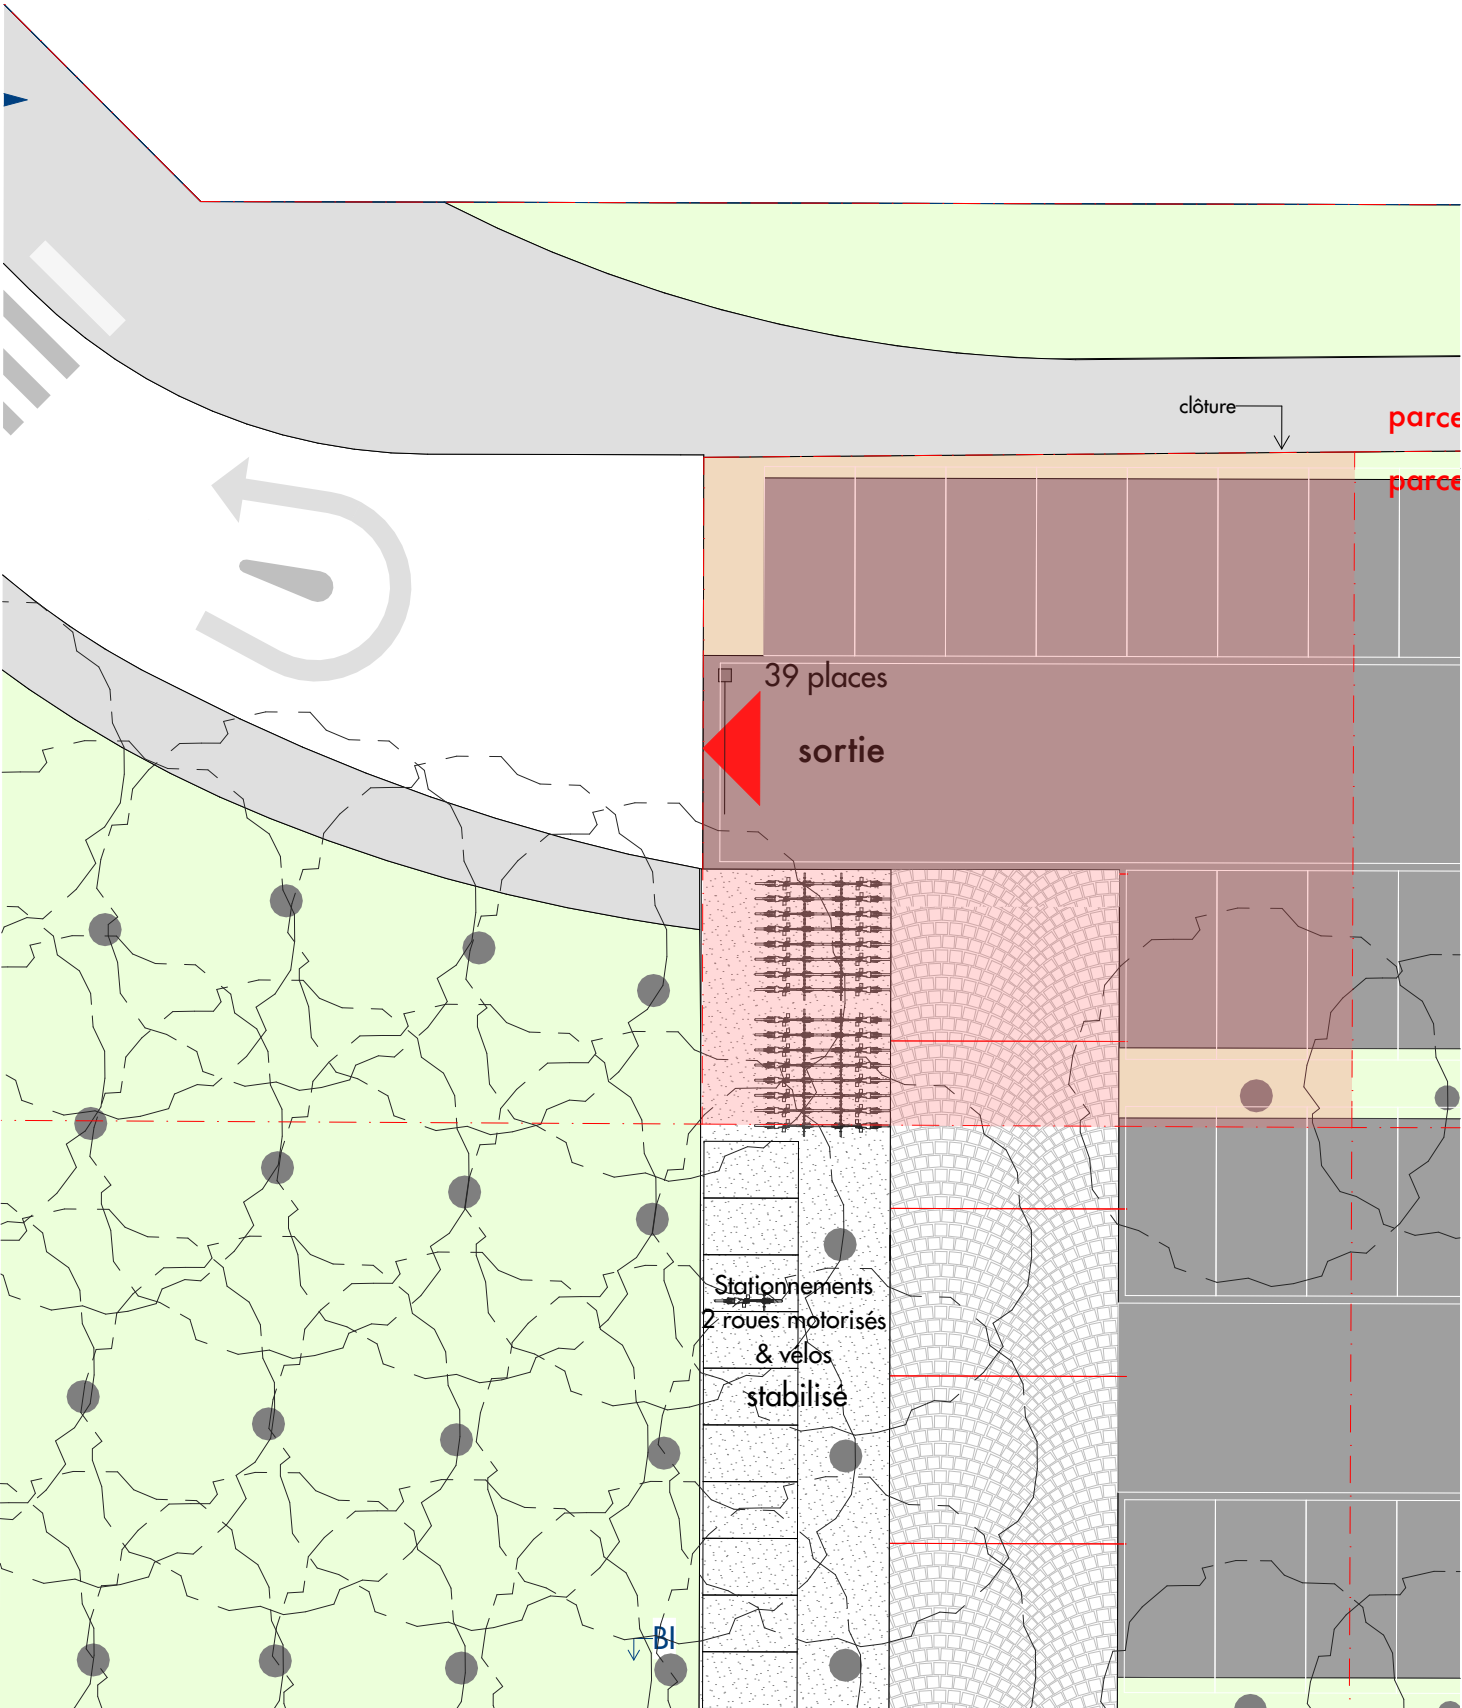 clôture
parce
parce
39 places
sortie
Stationnements
2 roues motorisés
& vélos
stabilisé
BI